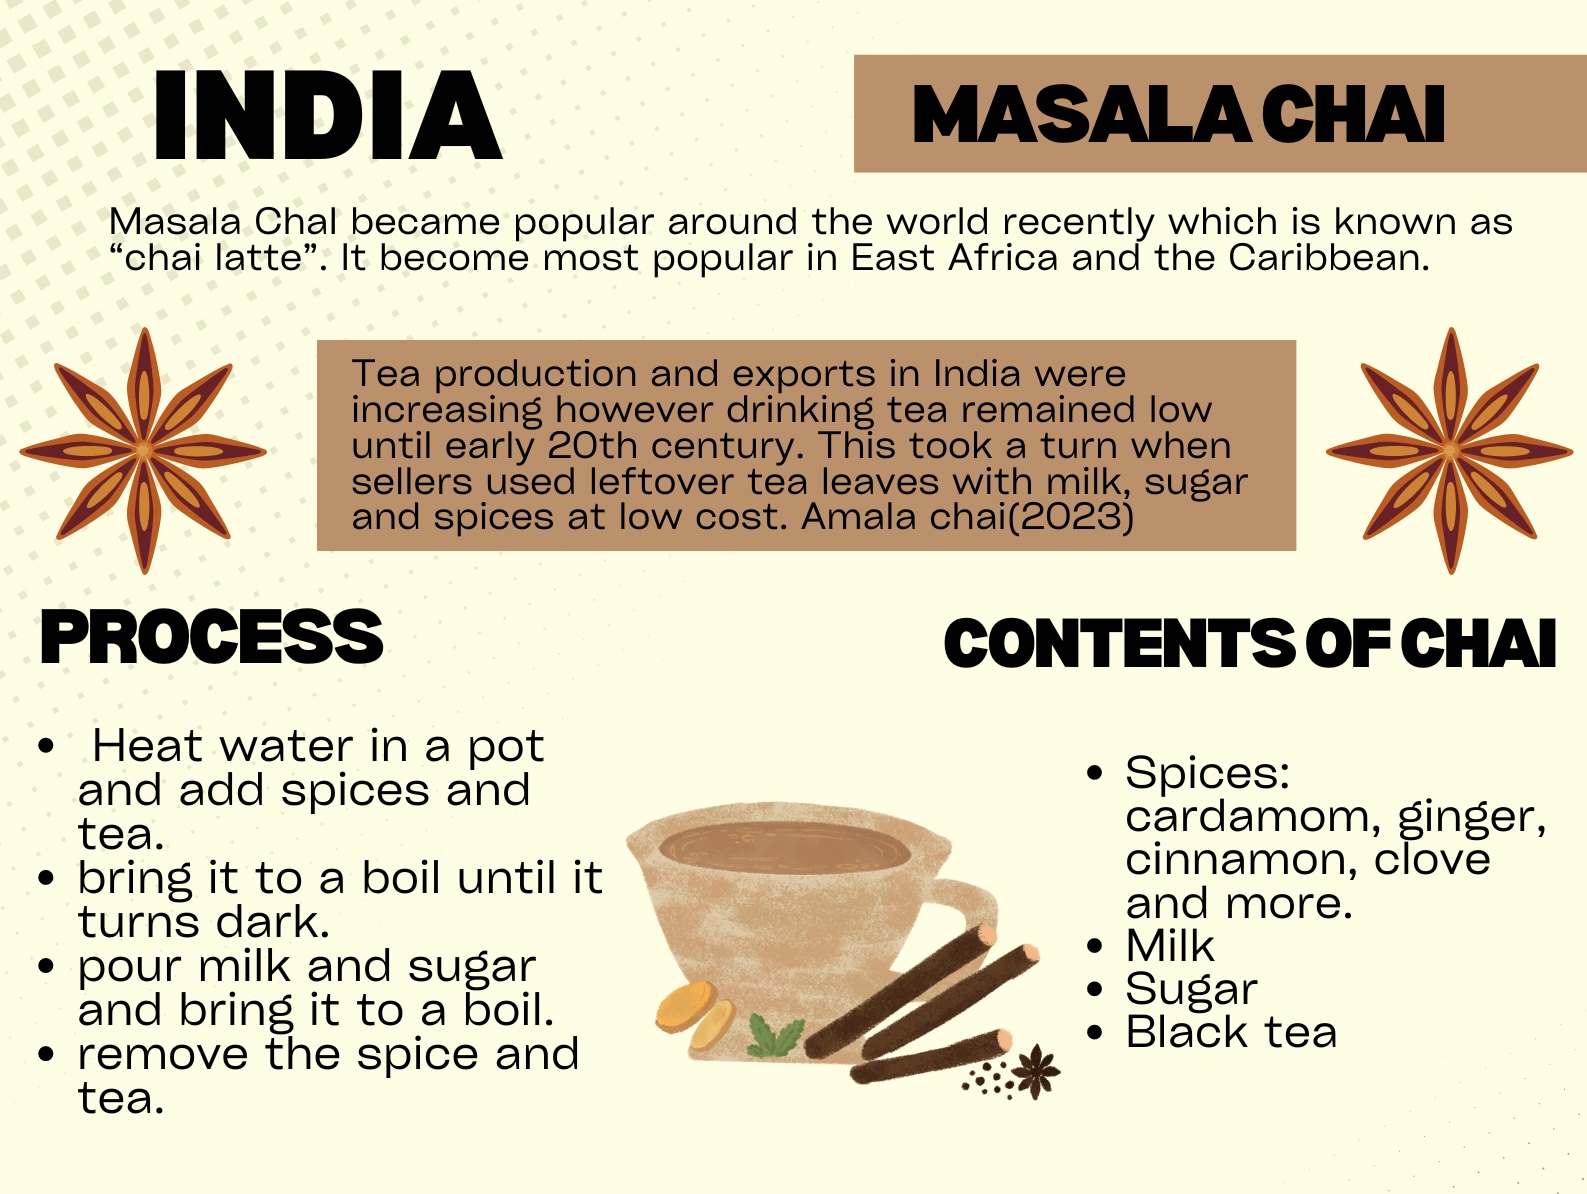 INDIA
MASALA CHAI
Masala Chal became popular around the world recently which is known as
“chai latte”. It become most popular in East Africa and the Caribbean.
Tea production and exports in India were
increasing however drinking tea remained low
until early 20th century. This took a turn when
sellers used leftover tea leaves with milk, sugar
and spices at low cost. Amala chai(2023)
PROCESS
• Heat water in a pot
and add spices and
tea.
• bring it to a boil until it
turns dark.
• pour milk and sugar
and bring it to a boil.
• remove the spice and
tea.
CONTENTS OF CHAI
• Spices:
cardamom, ginger,
cinnamon, clove
and more.
• Milk
• Sugar
• Black tea